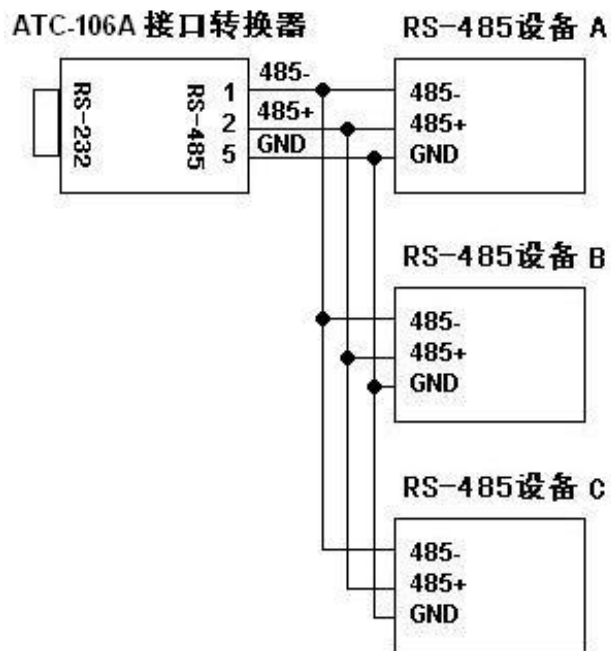 ATC-106A 接口转换器
RS-232
RS-485
1
2
5
485-
485+
GND
RS-485设备 A
485-
485+
GND
RS-485设备 B
485-
485+
GND
RS-485设备 C
485-
485+
GND